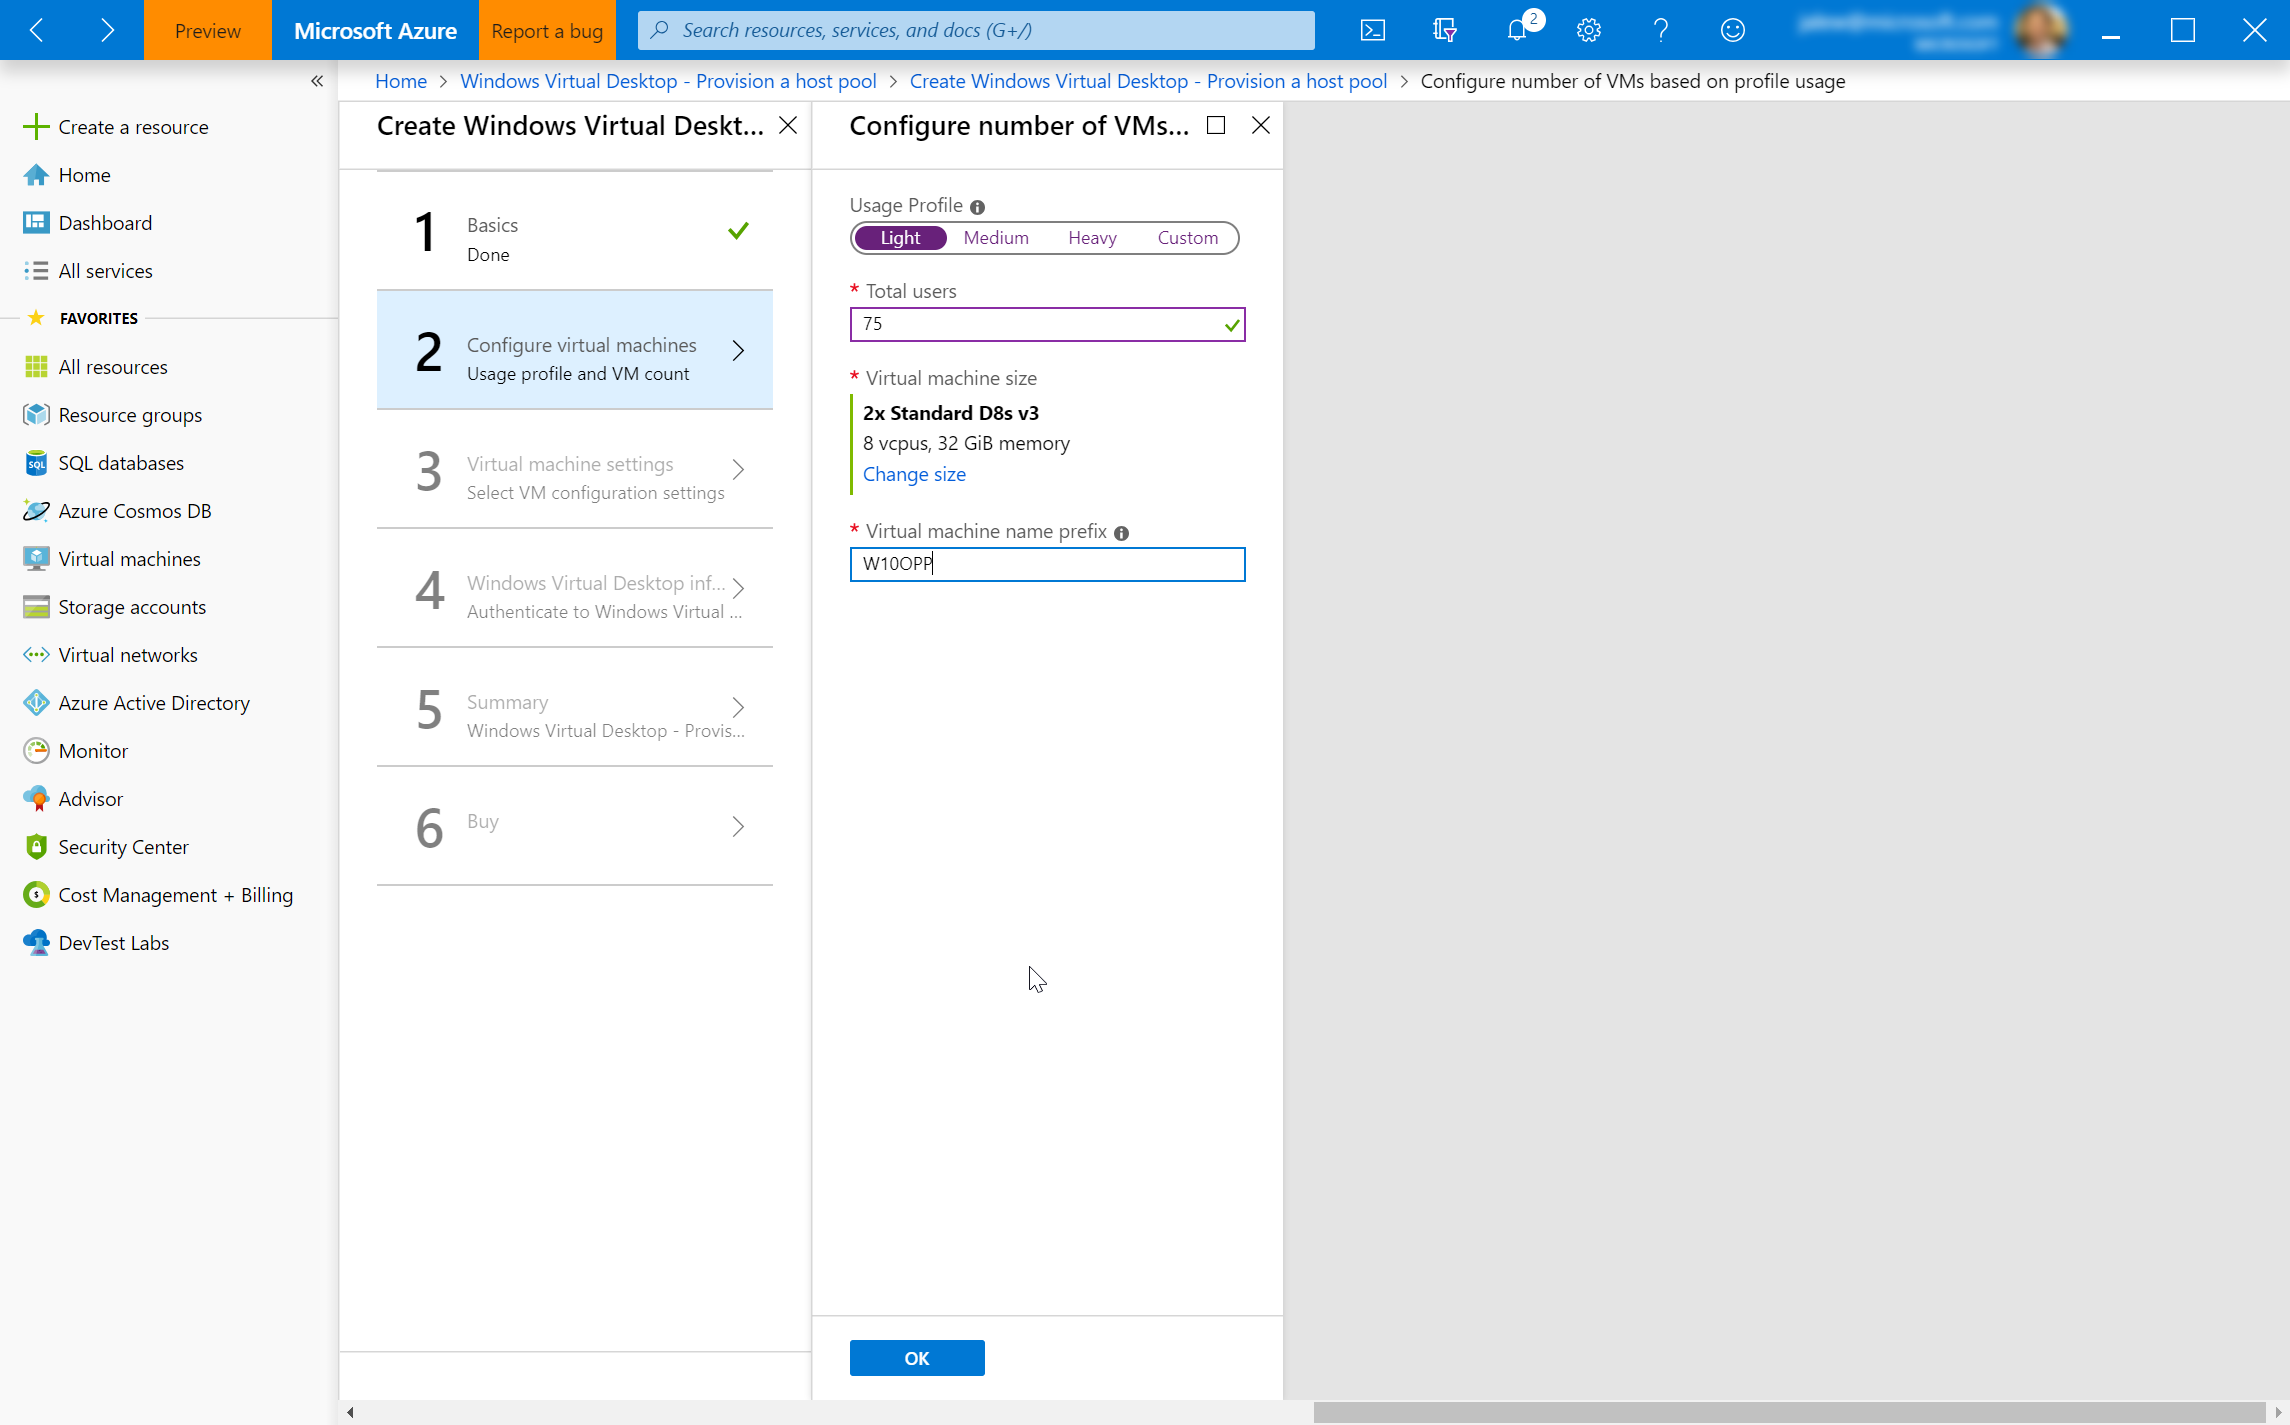 Preview
Microsoft Azure
Report a bug
Search resources, services, and docs (G+/)
2
Home > Windows Virtual Desktop - Provision a host pool > Create Windows Virtual Desktop - Provision a host pool > Configure number of VMs based on profile usage
Create a resource
Home
Dashboard
All services
FAVORITES
All resources
Resource groups
SQL databases
Azure Cosmos DB
Virtual machines
Storage accounts
Virtual networks
Azure Active Directory
Monitor
Advisor
Security Center
Cost Management + Billing
DevTest Labs
Create Windows Virtual Deskt...
1
Basics
Done
2
Configure virtual machines
Usage profile and VM count
3
Virtual machine settings
Select VM configuration settings
4
Windows Virtual Desktop inf...
Authenticate to Windows Virtual ...
5
Summary
Windows Virtual Desktop - Provis...
6
Buy
Configure number of VMs...
Usage Profile
Light Medium Heavy Custom
* Total users
75
* Virtual machine size
2x Standard D8s v3
8 vcpus, 32 GiB memory
Change size
* Virtual machine name prefix
W10OPP
OK